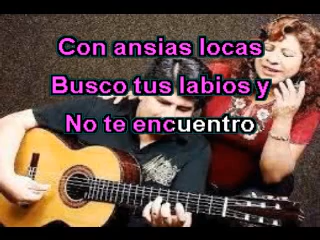 Con ansias locas
Busco tus labios y
No te encuentro